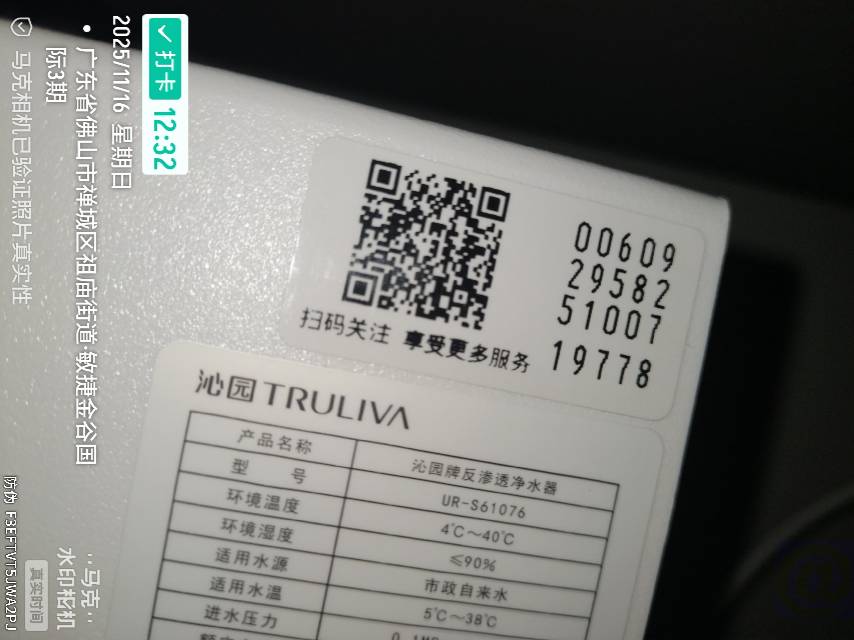 打卡 12:32
2025/11/16 星期日
广东省佛山市禅城区祖庙街道·敏捷金谷国
际3期
马克相机已验证照片真实性
00609
29582
51007
19778
扫码关注 享受更多服务
沁园 TRULIVA
产品名称 沁园牌反渗透净水器
型 号 UR-S61076
环境温度 4℃～40℃
环境湿度 ≤90%
适用水源 市政自来水
适用水温 5℃～38℃
进水压力
马克
水印相机
真实时间
防伪 F3EFTVT5JWA2PJ